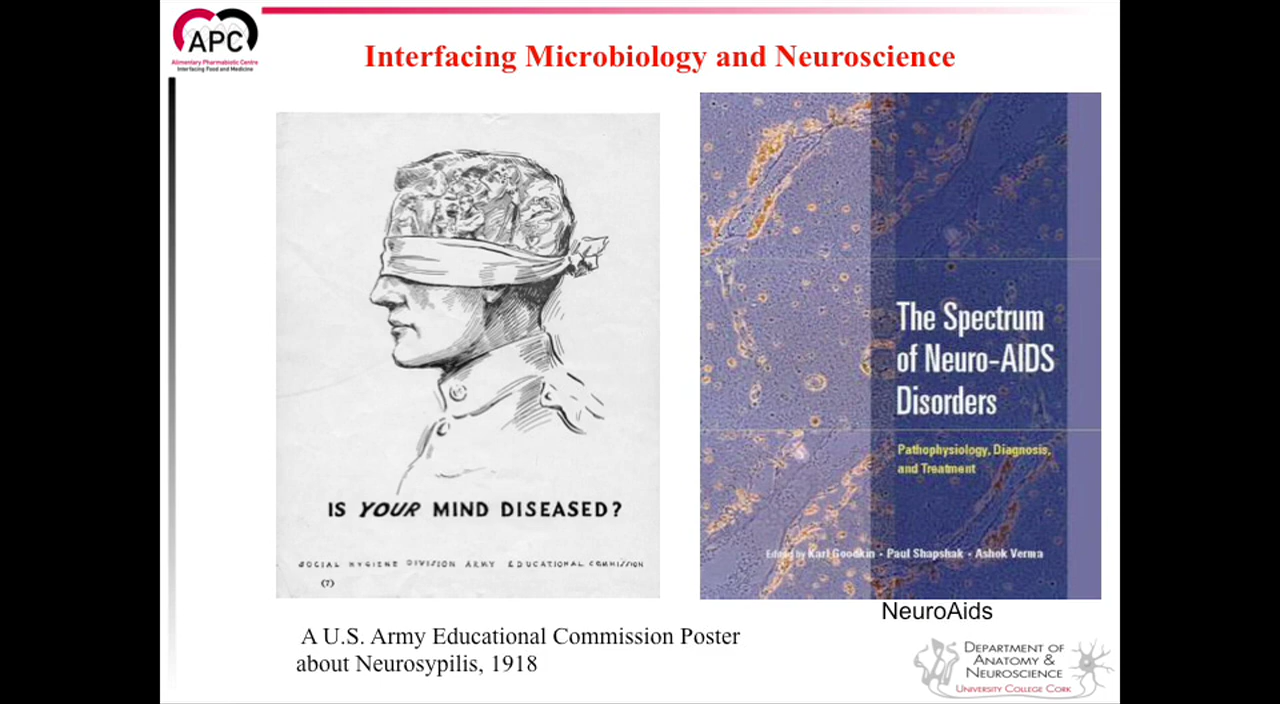 APC
Alimentary Pharmabiotic Centre
Interfacing Food and Medicine
Interfacing Microbiology and Neuroscience
IS YOUR MIND DISEASED?
SOCIAL HYGIENE DIVISION ARMY EDUCATIONAL COMMISSION
(7)
A U.S. Army Educational Commission Poster
about Neurosypilis, 1918
The Spectrum
of Neuro-AIDS
Disorders
Pathophysiology, Diagnosis,
and Treatment
Edited by Karl Goodkin • Paul Shapshak • Ashok Verma
NeuroAids
DEPARTMENT OF
ANATOMY &
NEUROSCIENCE
UNIVERSITY COLLEGE CORK